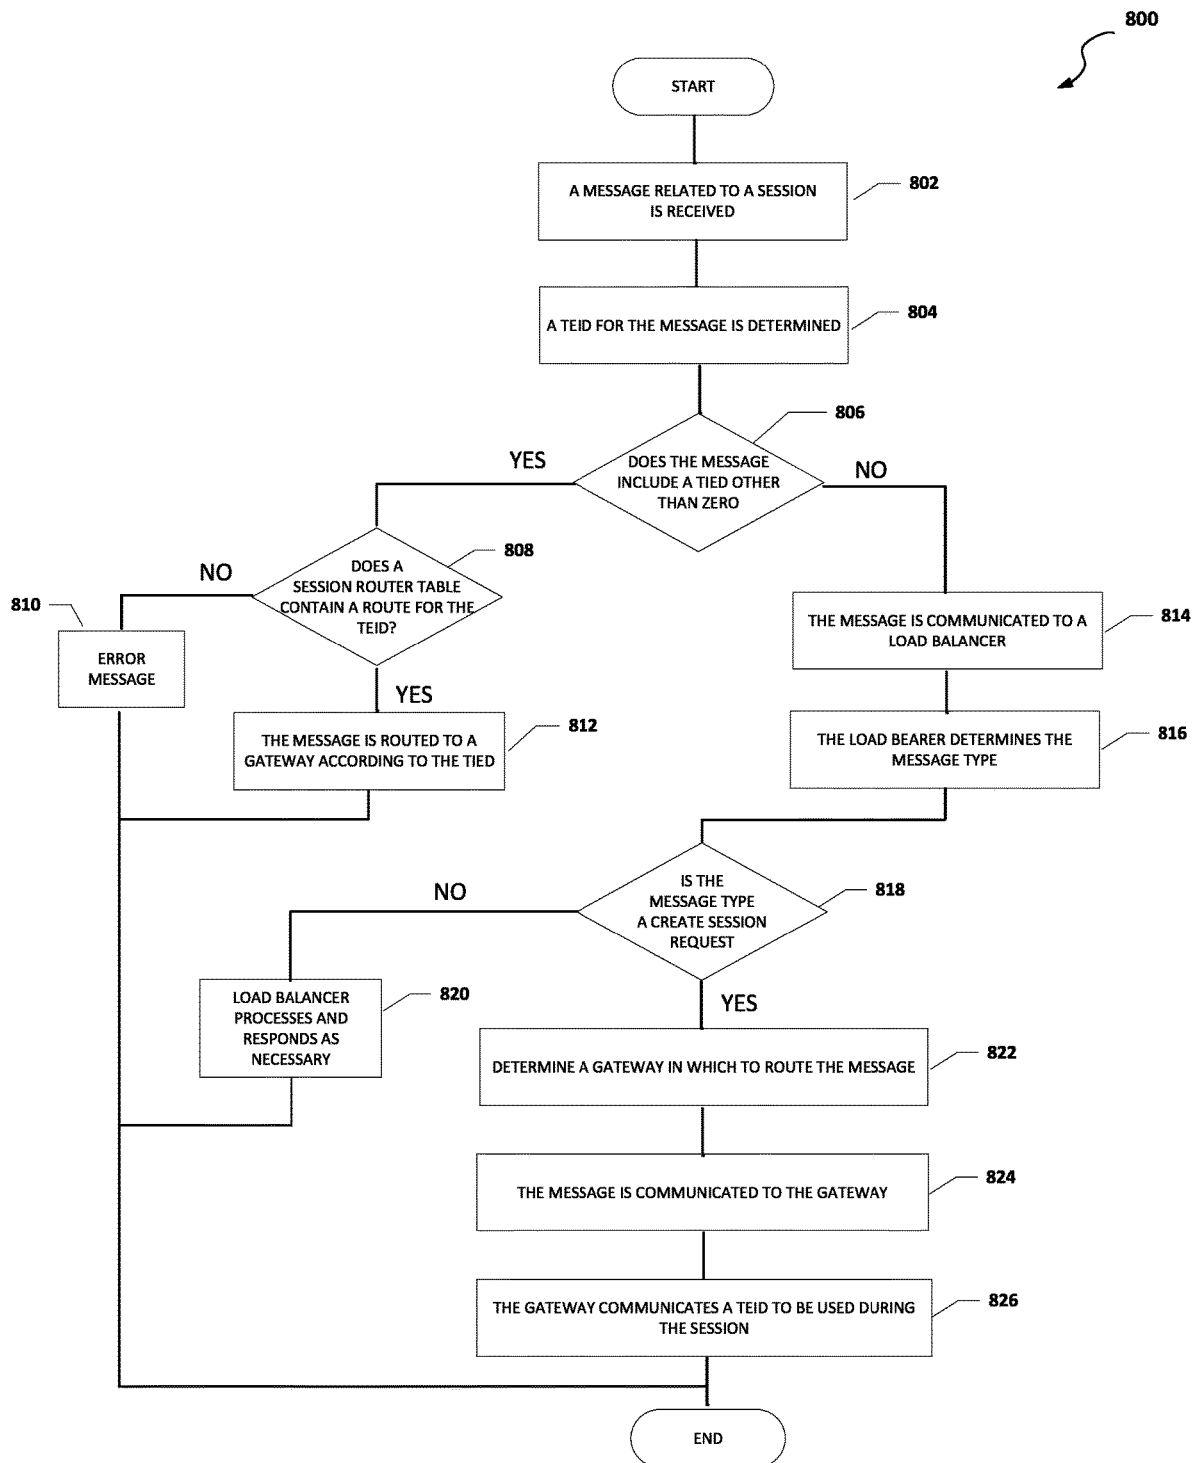 800
START
A MESSAGE RELATED TO A SESSION
IS RECEIVED
802
A TEID FOR THE MESSAGE IS DETERMINED
804
806
DOES THE MESSAGE
INCLUDE A TIED OTHER
THAN ZERO
YES
NO
808
DOES A
SESSION ROUTER TABLE
CONTAIN A ROUTE FOR THE
TEID?
NO
YES
810
ERROR
MESSAGE
THE MESSAGE IS ROUTED TO A
GATEWAY ACCORDING TO THE TIED
812
THE MESSAGE IS COMMUNICATED TO A
LOAD BALANCER
814
THE LOAD BEARER DETERMINES THE
MESSAGE TYPE
816
IS THE
MESSAGE TYPE
A CREATE SESSION
REQUEST
818
NO
YES
LOAD BALANCER
PROCESSES AND
RESPONDS AS
NECESSARY
820
DETERMINE A GATEWAY IN WHICH TO ROUTE THE MESSAGE
822
THE MESSAGE IS COMMUNICATED TO THE GATEWAY
824
THE GATEWAY COMMUNICATES A TEID TO BE USED DURING
THE SESSION
826
END